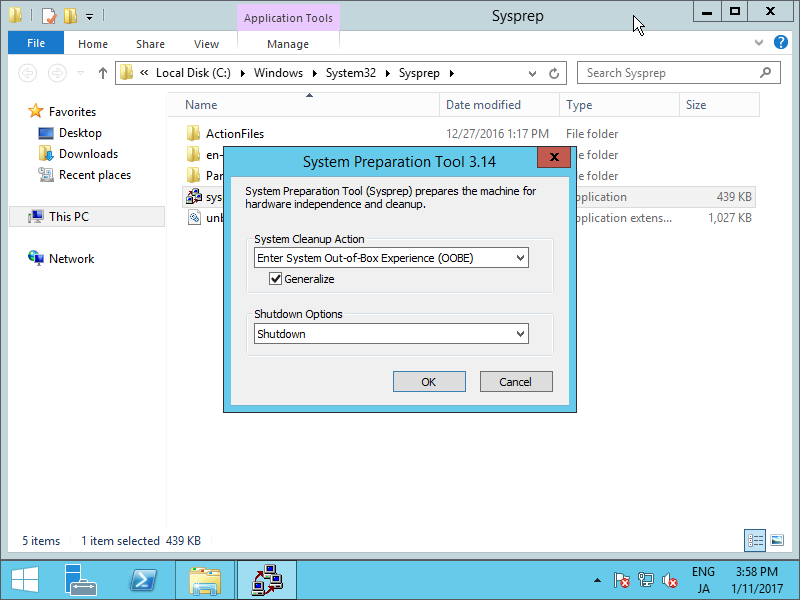 Application Tools
Sysprep
File
Home
Share
View
Manage
« Local Disk (C:) Windows System32 Sysprep
Search Sysprep
Favorites
Desktop
Downloads
Recent places
This PC
Network
Name
Date modified
Type
Size
ActionFiles 12/27/2016 1:17 PM File folder
en- le folder
Par le folder
sys pplication 439 KB
unb pplication extens... 1,027 KB
System Preparation Tool 3.14
X
System Preparation Tool (Sysprep) prepares the machine for
hardware independence and cleanup.
System Cleanup Action
Enter System Out-of-Box Experience (OOBE)
Generalize
Shutdown Options
Shutdown
OK
Cancel
5 items
1 item selected 439 KB
ENG
JA
3:58 PM
1/11/2017